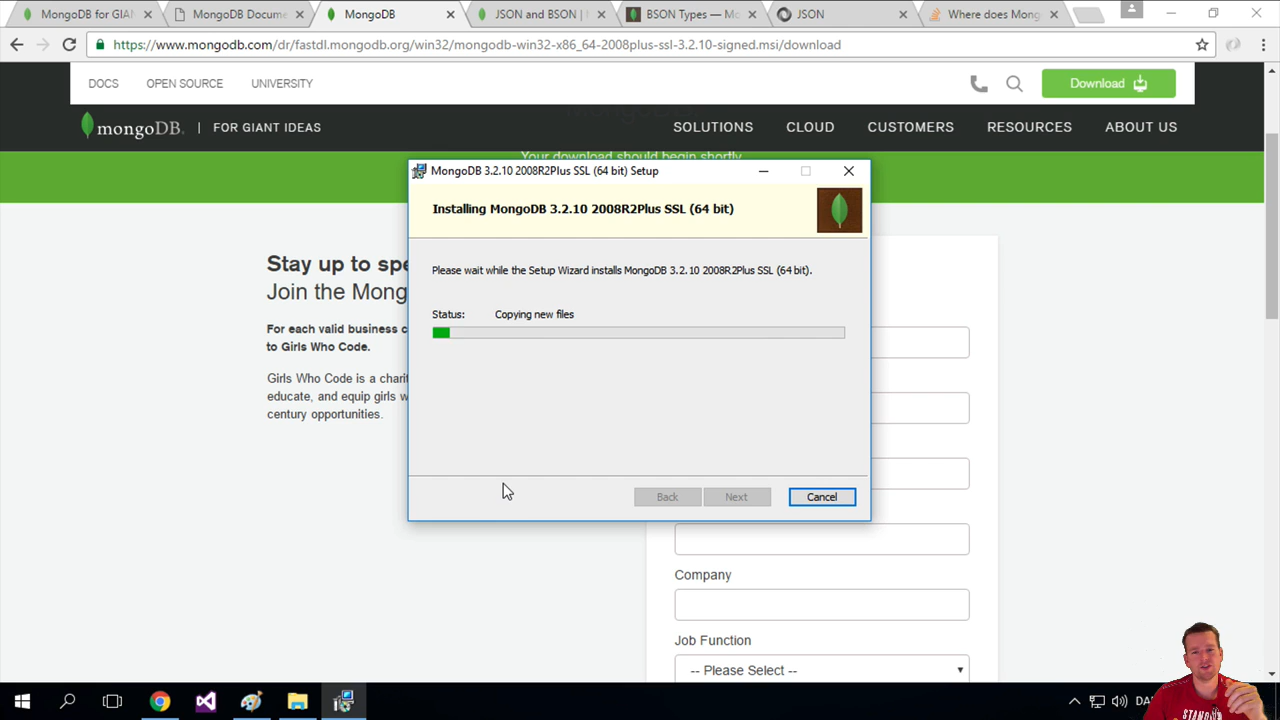 MongoDB for GIAN
MongoDB Docume
MongoDB
JSON and BSON |
BSON Types — Mo
JSON
Where does Mong
https://www.mongodb.com/dr/fastdl.mongodb.org/win32/mongodb-win32-x86_64-2008plus-ssl-3.2.10-signed.msi/download
DOCS OPEN SOURCE UNIVERSITY Download
mongoDB. FOR GIANT IDEAS SOLUTIONS CLOUD CUSTOMERS RESOURCES ABOUT US
Your download should begin shortly.
MongoDB 3.2.10 2008R2Plus SSL (64 bit) Setup
Installing MongoDB 3.2.10 2008R2Plus SSL (64 bit)
Please wait while the Setup Wizard installs MongoDB 3.2.10 2008R2Plus SSL (64 bit).
Status: Copying new files
Back Next Cancel
Stay up to spe
Join the Mong
For each valid business c
to Girls Who Code.
Girls Who Code is a charit
educate, and equip girls w
century opportunities.
Company
Job Function
-- Please Select --
DA
STAND